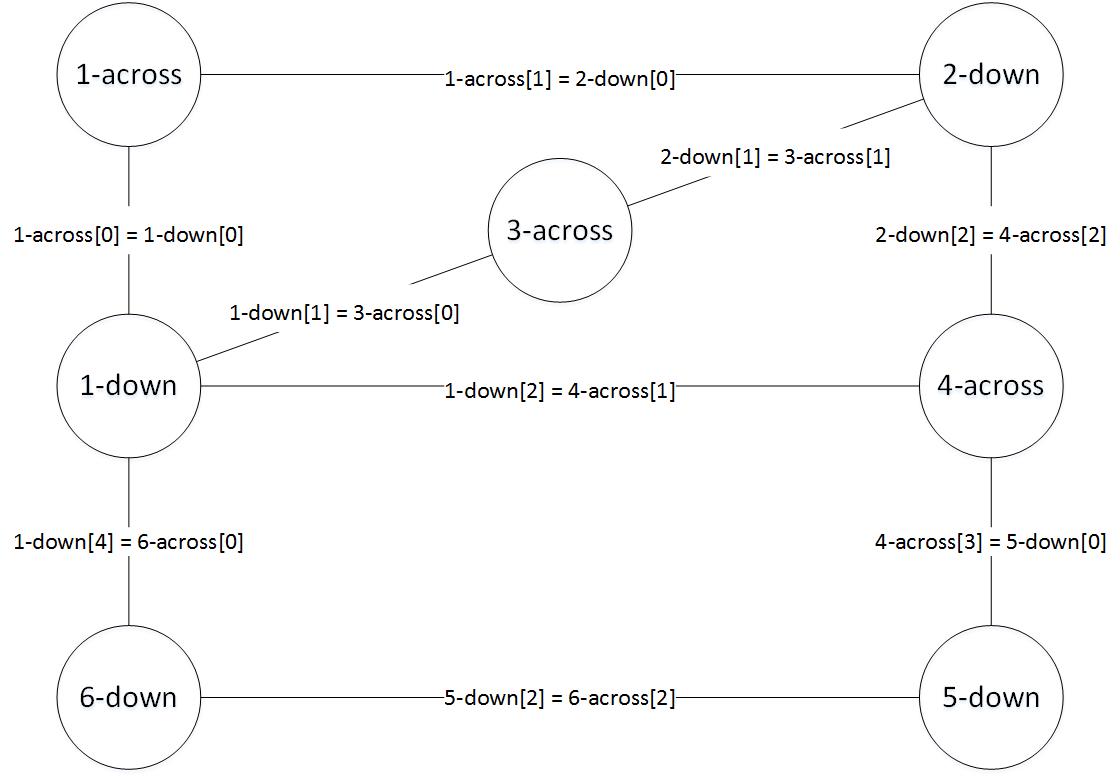 1-across
1-across[1] = 2-down[0]
2-down
2-down[1] = 3-across[1]
3-across
1-across[0] = 1-down[0]
2-down[2] = 4-across[2]
1-down[1] = 3-across[0]
1-down
1-down[2] = 4-across[1]
4-across
1-down[4] = 6-across[0]
4-across[3] = 5-down[0]
6-down
5-down[2] = 6-across[2]
5-down